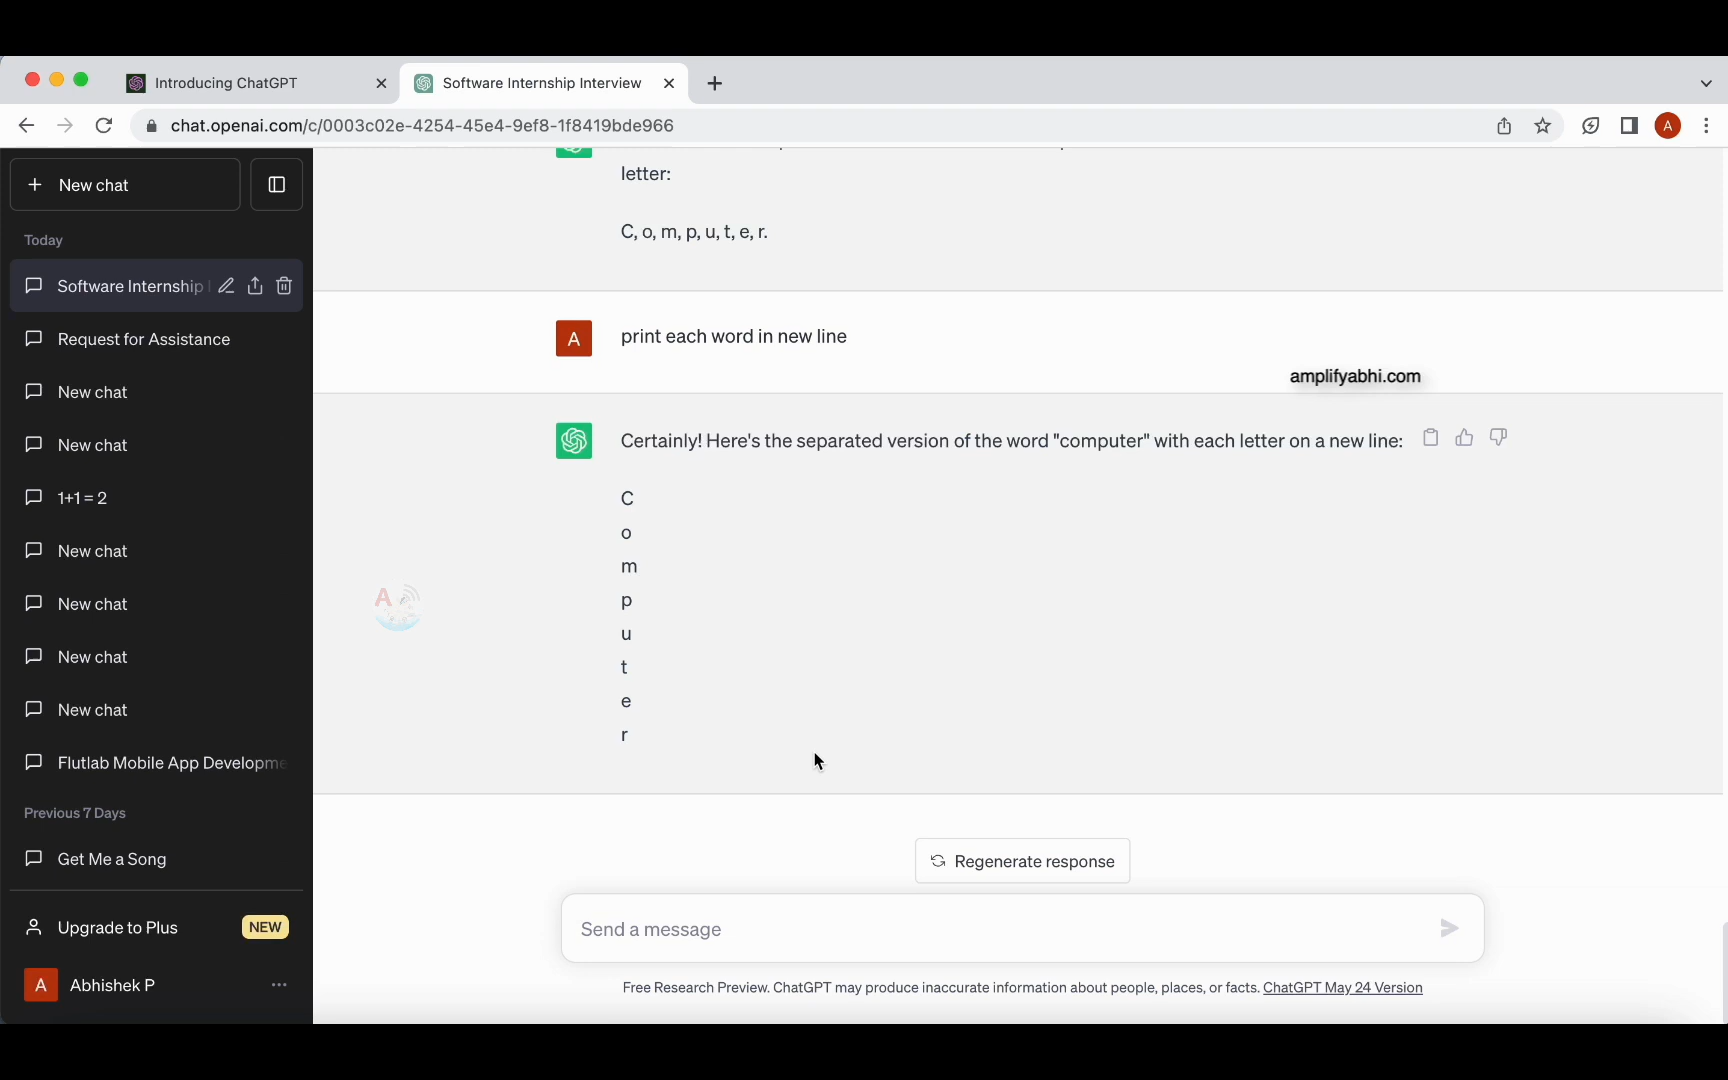 Introducing ChatGPT
Software Internship Interview
chat.openai.com/c/0003c02e-4254-45e4-9ef8-1f8419bde966
A
New chat
Today
Software Internship
Request for Assistance
New chat
New chat
1+1 = 2
New chat
New chat
New chat
New chat
Flutlab Mobile App Developme
Previous 7 Days
Get Me a Song
Upgrade to Plus
NEW
A
Abhishek P
letter:
C, o, m, p, u, t, e, r.
A
print each word in new line
amplifyabhi.com
Certainly! Here's the separated version of the word "computer" with each letter on a new line:
C
o
m
p
u
t
e
r
A
Regenerate response
Send a message
Free Research Preview. ChatGPT may produce inaccurate information about people, places, or facts. ChatGPT May 24 Version